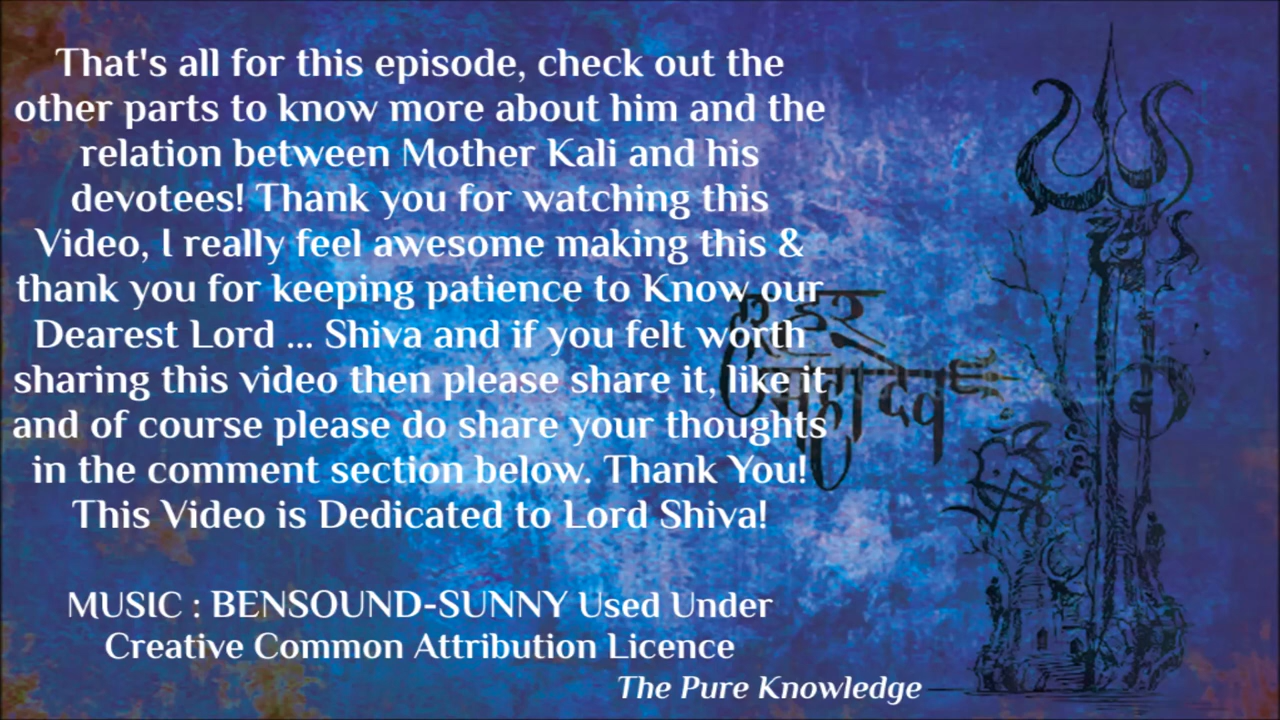 That's all for this episode, check out the
other parts to know more about him and the
relation between Mother Kali and his
devotees! Thank you for watching this
Video, I really feel awesome making this &
thank you for keeping patience to Know our
Dearest Lord ... Shiva and if you felt worth
sharing this video then please share it, like it
and of course please do share your thoughts
in the comment section below. Thank You!
This Video is Dedicated to Lord Shiva!
हर हर
महादेव
MUSIC : BENSOUND-SUNNY Used Under
Creative Common Attribution Licence
The Pure Knowledge